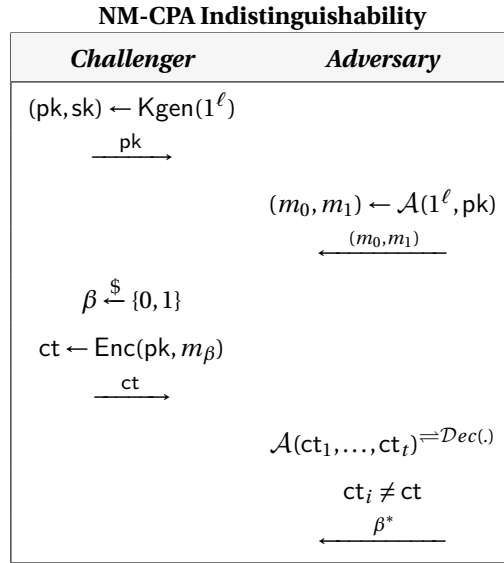 NM-CPA Indistinguishability
Challenger Adversary
(pk, sk) ← Kgen(1^ℓ)
pk
(m_0, m_1) ← 𝒜(1^ℓ, pk)
(m_0, m_1)
β ←$ {0, 1}
ct ← Enc(pk, m_β)
ct
𝒜(ct_1, …, ct_t)^{⇌𝒟ec(.)}
ct_i ≠ ct
β*